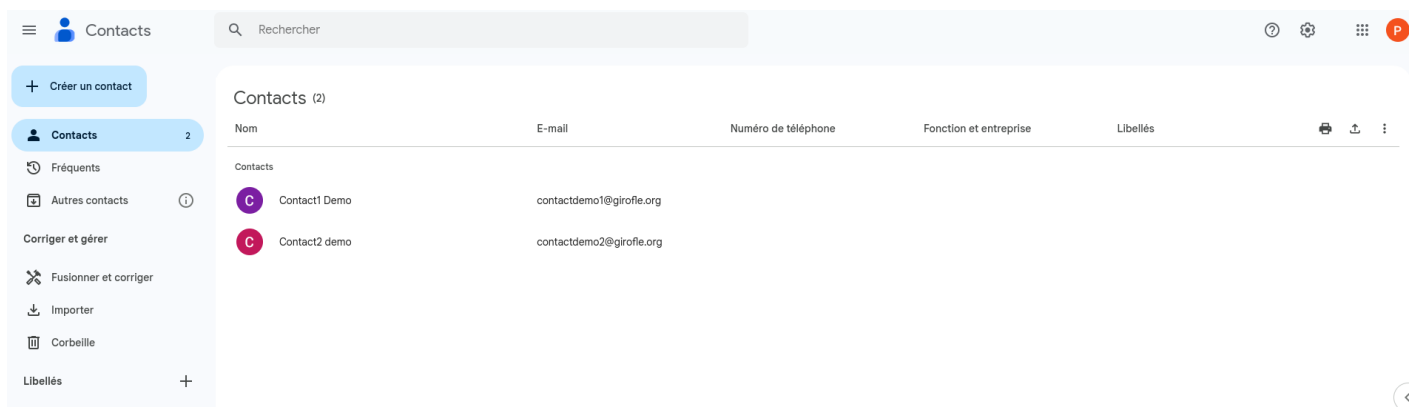 Contacts
Rechercher
P
Créer un contact
Contacts 2
Fréquents
Autres contacts
Corriger et gérer
Fusionner et corriger
Importer
Corbeille
Libellés
Contacts (2)
Nom E-mail Numéro de téléphone Fonction et entreprise Libellés
Contacts
C Contact1 Demo contactdemo1@girofle.org
C Contact2 demo contactdemo2@girofle.org